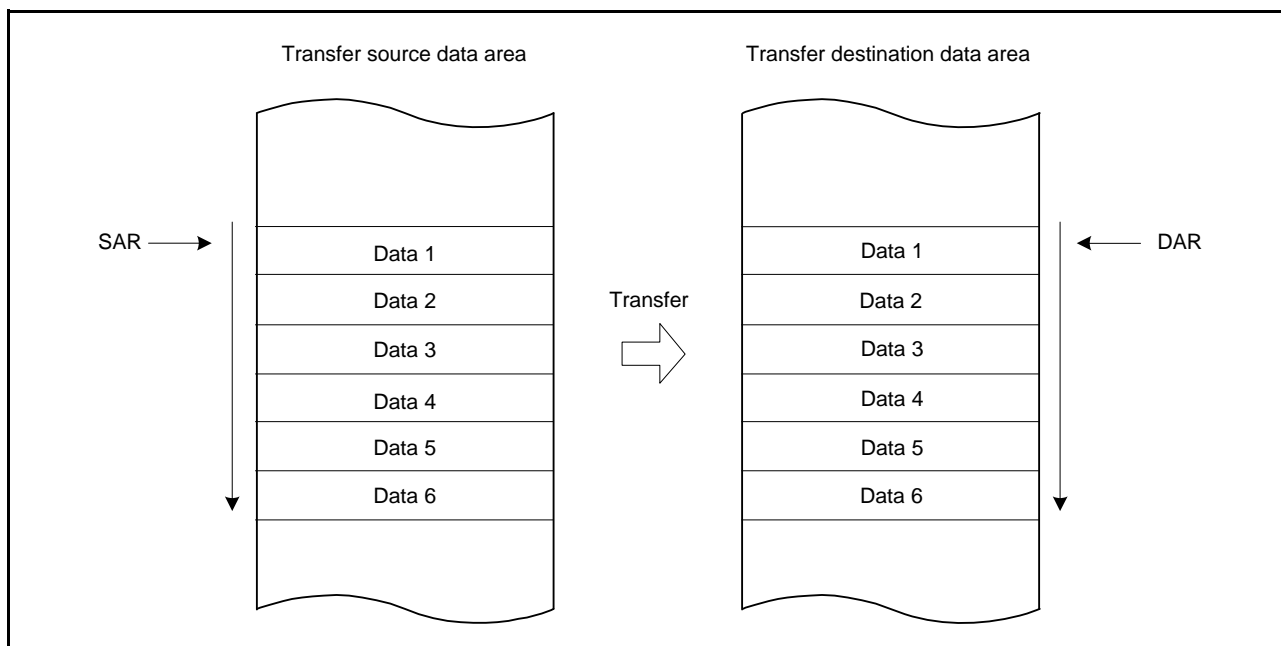 Transfer source data area
Transfer destination data area
SAR
Data 1
Data 2
Data 3
Data 4
Data 5
Data 6
Transfer
Data 1
Data 2
Data 3
Data 4
Data 5
Data 6
DAR